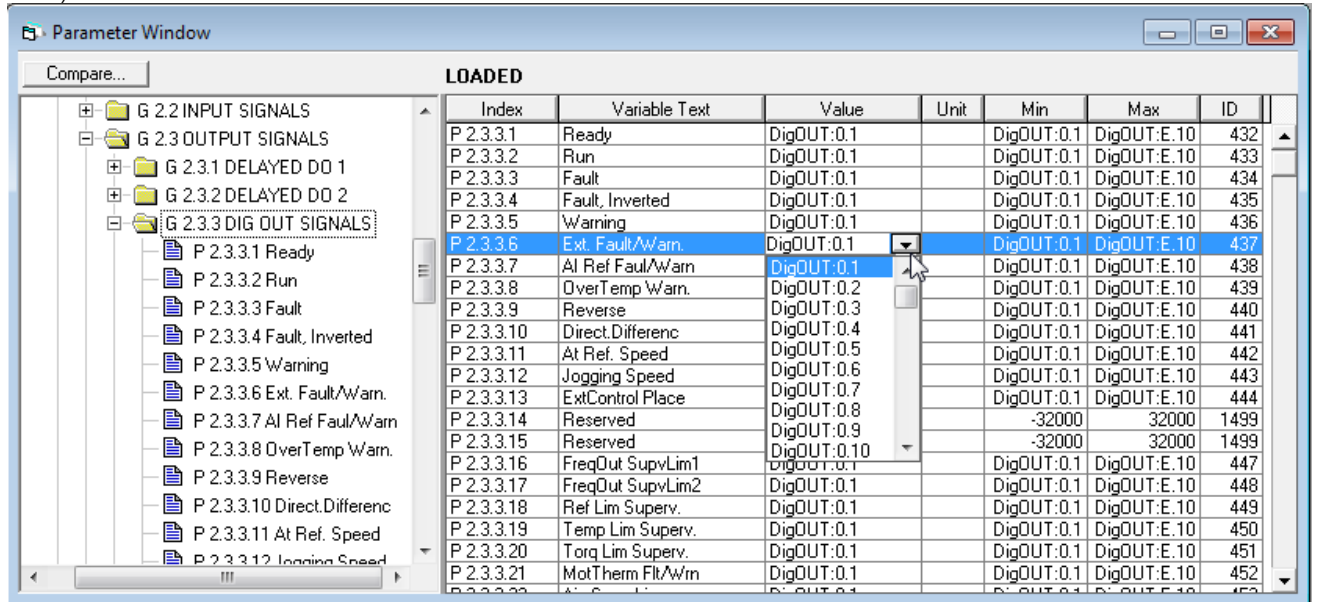 Parameter Window
Compare...
LOADED
G 2.2 INPUT SIGNALS
G 2.3 OUTPUT SIGNALS
G 2.3.1 DELAYED DO 1
G 2.3.2 DELAYED DO 2
G 2.3.3 DIG OUT SIGNALS
P 2.3.3.1 Ready
P 2.3.3.2 Run
P 2.3.3.3 Fault
P 2.3.3.4 Fault, Inverted
P 2.3.3.5 Warning
P 2.3.3.6 Ext. Fault/Warn.
P 2.3.3.7 AI Ref Faul/Warn
P 2.3.3.8 OverTemp Warn.
P 2.3.3.9 Reverse
P 2.3.3.10 Direct.Differenc
P 2.3.3.11 At Ref. Speed
P 2.3.3.12 Jogging Speed
Index Variable Text Value Unit Min Max ID
P 2.3.3.1 Ready DigOUT:0.1 DigOUT:0.1 DigOUT:E.10 432
P 2.3.3.2 Run DigOUT:0.1 DigOUT:0.1 DigOUT:E.10 433
P 2.3.3.3 Fault DigOUT:0.1 DigOUT:0.1 DigOUT:E.10 434
P 2.3.3.4 Fault, Inverted DigOUT:0.1 DigOUT:0.1 DigOUT:E.10 435
P 2.3.3.5 Warning DigOUT:0.1 DigOUT:0.1 DigOUT:E.10 436
P 2.3.3.6 Ext. Fault/Warn. DigOUT:0.1 DigOUT:0.1 DigOUT:E.10 437
P 2.3.3.7 AI Ref Faul/Warn DigOUT:0.1 DigOUT:0.1 DigOUT:E.10 438
P 2.3.3.8 OverTemp Warn. DigOUT:0.2 DigOUT:0.1 DigOUT:E.10 439
P 2.3.3.9 Reverse DigOUT:0.3 DigOUT:0.1 DigOUT:E.10 440
P 2.3.3.10 Direct.Differenc DigOUT:0.4 DigOUT:0.1 DigOUT:E.10 441
P 2.3.3.11 At Ref. Speed DigOUT:0.5 DigOUT:0.1 DigOUT:E.10 442
P 2.3.3.12 Jogging Speed DigOUT:0.6 DigOUT:0.1 DigOUT:E.10 443
P 2.3.3.13 ExtControl Place DigOUT:0.7 DigOUT:0.1 DigOUT:E.10 444
P 2.3.3.14 Reserved DigOUT:0.8 -32000 32000 1499
P 2.3.3.15 Reserved DigOUT:0.9 -32000 32000 1499
DigOUT:0.10
P 2.3.3.16 FreqOut SupvLim1 DigOUT:0.1 DigOUT:0.1 DigOUT:E.10 447
P 2.3.3.17 FreqOut SupvLim2 DigOUT:0.1 DigOUT:0.1 DigOUT:E.10 448
P 2.3.3.18 Ref Lim Superv. DigOUT:0.1 DigOUT:0.1 DigOUT:E.10 449
P 2.3.3.19 Temp Lim Superv. DigOUT:0.1 DigOUT:0.1 DigOUT:E.10 450
P 2.3.3.20 Torq Lim Superv. DigOUT:0.1 DigOUT:0.1 DigOUT:E.10 451
P 2.3.3.21 MotTherm Flt/Wrn DigOUT:0.1 DigOUT:0.1 DigOUT:E.10 452